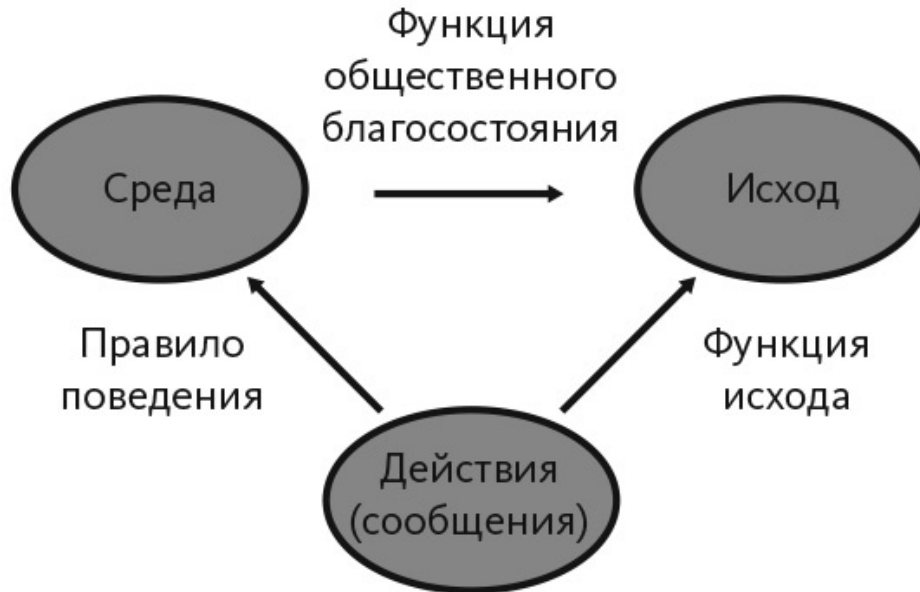 Функция
общественного
благосостояния
Среда
Исход
Правило
поведения
Функция
исхода
Действия
(сообщения)